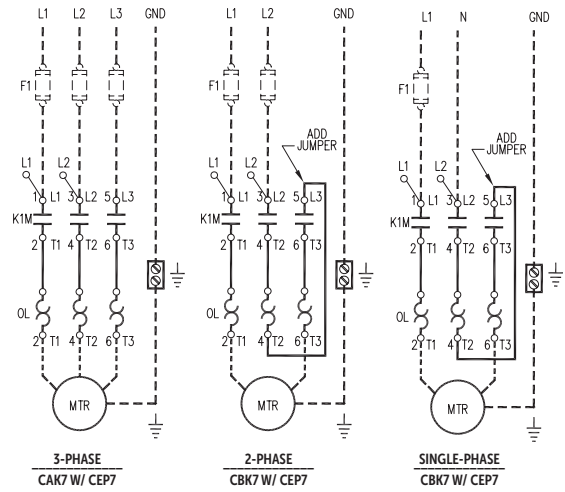 L1 L2 L3 GND
F1
L1 L2
1 L1 3 L2 5 L3
K1M
2 T1 4 T2 6 T3
OL
2 T1 4 T2 6 T3
MTR
3-PHASE
CAK7 W/ CEP7
L1 L2 GND
F1
ADD
JUMPER
L1 L2
1 L1 3 L2 5 L3
K1M
2 T1 4 T2 6 T3
OL
2 T1 4 T2 6 T3
MTR
2-PHASE
CBK7 W/ CEP7
L1 N GND
F1
ADD
JUMPER
L1 L2
1 L1 3 L2 5 L3
K1M
2 T1 4 T2 6 T3
OL
2 T1 4 T2 6 T3
MTR
SINGLE-PHASE
CBK7 W/ CEP7